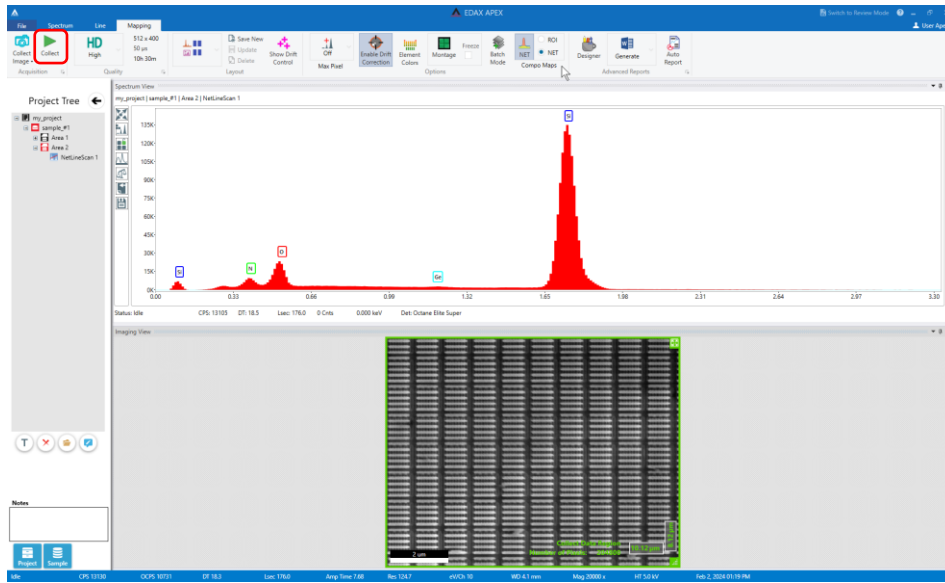 EDAX APEX
Switch to Review Mode
File Spectrum Line Mapping
Collect Image
Acquisition
Collect
HD
High
512 x 400
50 µs
10h 30m
Quality
Save New
Update
Delete
Layout
Show Drift Control
Off
Max Pixel
Enable Drift Correction
Element Colors
Montage
Freeze
Options
Batch Mode
NET
ROI
NET
Compo Maps
Designer
Generate
Advanced Reports
Auto Report
Project Tree
my_project
sample_#1
Area 1
Area 2
NetLineScan 1
Spectrum View
my_project | sample_#1 | Area 2 | NetLineScan 1
135K
120K
105K
90K
75K
60K
45K
30K
15K
0K
Si
N
O
Ge
Si
0.00 0.33 0.66 0.99 1.32 1.65 1.98 2.31 2.64 2.97 3.30
Status: Idle CPS: 13105 DT: 18.5 Lsec: 176.0 0 Cnts 0.000 keV Det: Octane Elite Super
Imaging View
2 um
T
Notes
Project Sample
Idle CPS 13130 OCPS 10731 DT 18.3 Lsec 176.0 Amp Time 7.68 Res 124.7 eV/Ch 10 WD 4.1 mm Mag 20000 x HT 5.0 kV Feb 2, 2024 01:19 PM